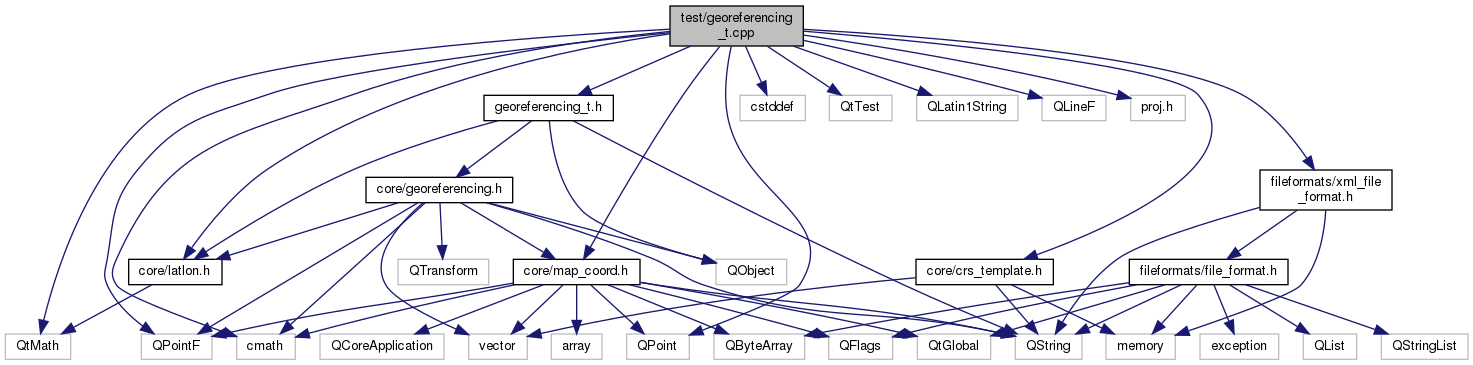 test/georeferencing
_t.cpp
georeferencing_t.h
cstddef
QtTest
QLatin1String
QLineF
proj.h
core/georeferencing.h
fileformats/xml_file
_format.h
core/latlon.h
QTransform
core/map_coord.h
QObject
core/crs_template.h
fileformats/file_format.h
QtMath
QPointF
cmath
QCoreApplication
vector
array
QPoint
QByteArray
QFlags
QtGlobal
QString
memory
exception
QList
QStringList